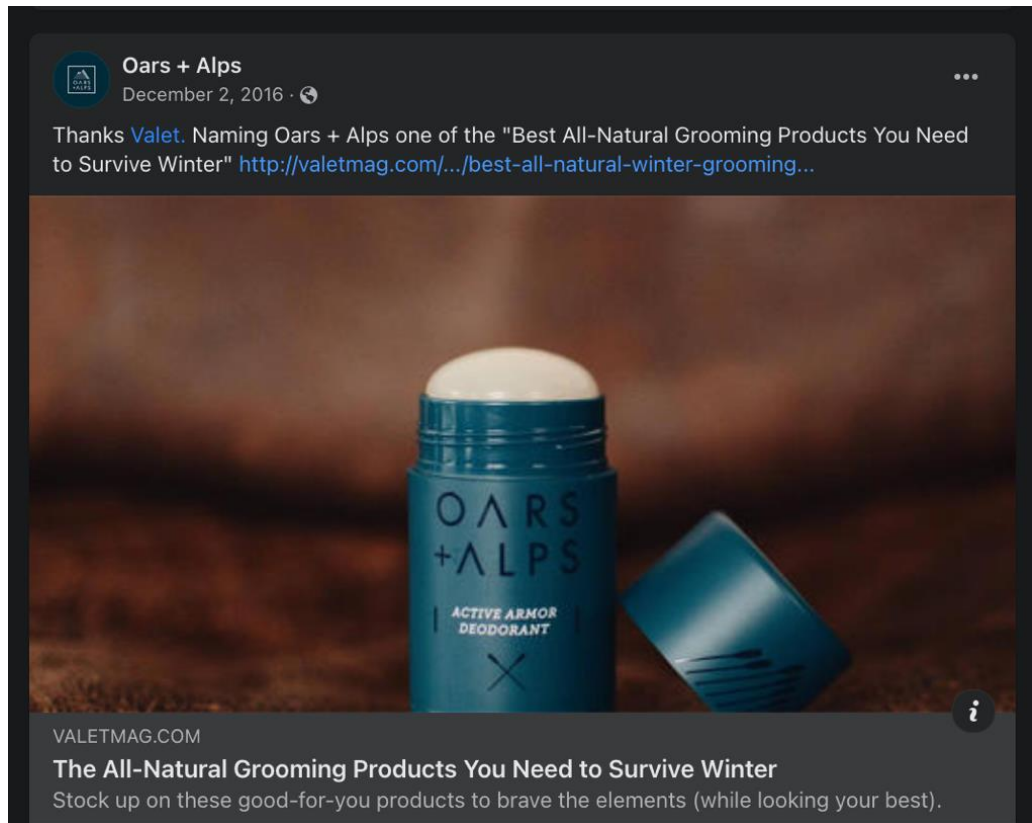 Oars + Alps
December 2, 2016 ·
Thanks Valet. Naming Oars + Alps one of the "Best All-Natural Grooming Products You Need
to Survive Winter" http://valetmag.com/.../best-all-natural-winter-grooming...
OARS
+ALPS
ACTIVE ARMOR
DEODORANT
VALETMAG.COM
The All-Natural Grooming Products You Need to Survive Winter
Stock up on these good-for-you products to brave the elements (while looking your best).